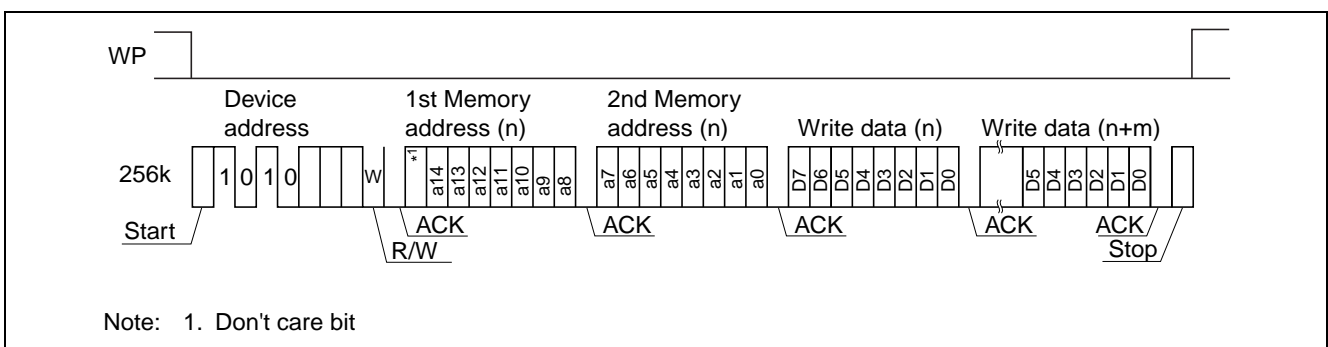 WP
Device address
1st Memory address (n)
2nd Memory address (n)
Write data (n)
Write data (n+m)
256k
1 0 1 0 W *1 a14 a13 a12 a11 a10 a9 a8 a7 a6 a5 a4 a3 a2 a1 a0 D7 D6 D5 D4 D3 D2 D1 D0 D5 D4 D3 D2 D1 D0
Start
R/W
ACK
ACK
ACK
ACK
ACK
Stop
Note: 1. Don't care bit